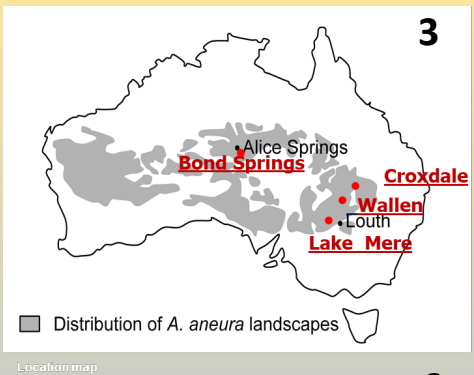 3
Alice Springs
Bond Springs
Croxdale
Wallen
Louth
Lake Mere
Distribution of A. aneura landscapes
Location map